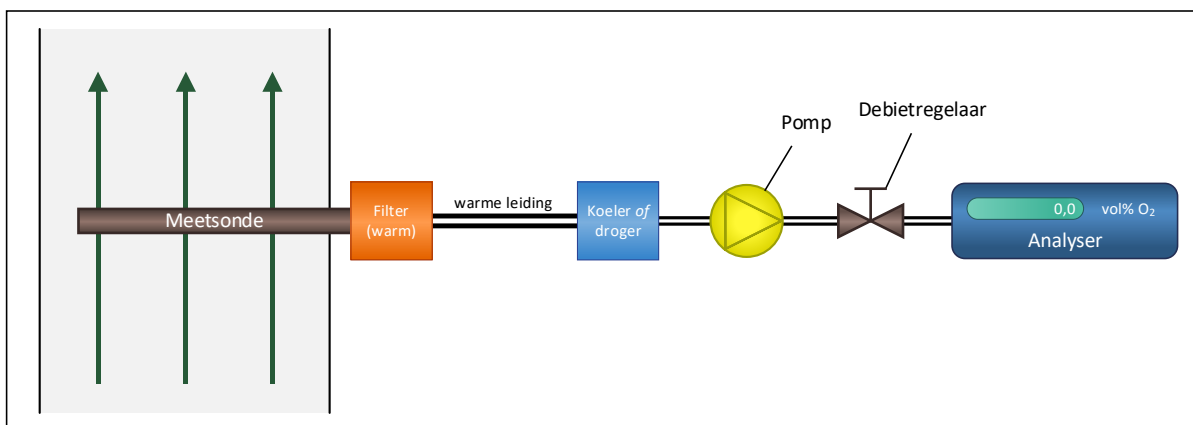 Meetsonde
Filter
(warm)
warme leiding
Koeler of
droger
Pomp
Debietregelaar
0,0 vol% O₂
Analyser